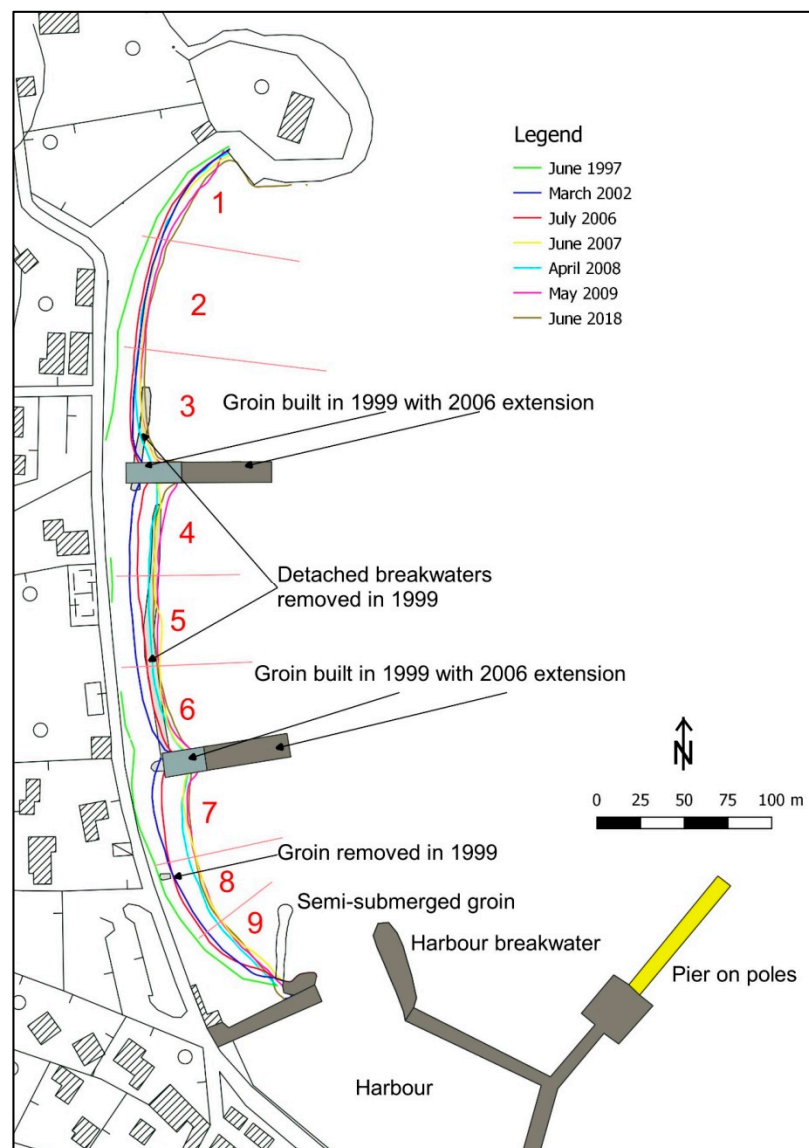 Legend
June 1997
March 2002
July 2006
June 2007
April 2008
May 2009
June 2018
1
2
3
Groin built in 1999 with 2006 extension
4
Detached breakwaters
removed in 1999
5
Groin built in 1999 with 2006 extension
6
N
0 25 50 75 100 m
7
Groin removed in 1999
8
Semi-submerged groin
9
Harbour breakwater
Pier on poles
Harbour